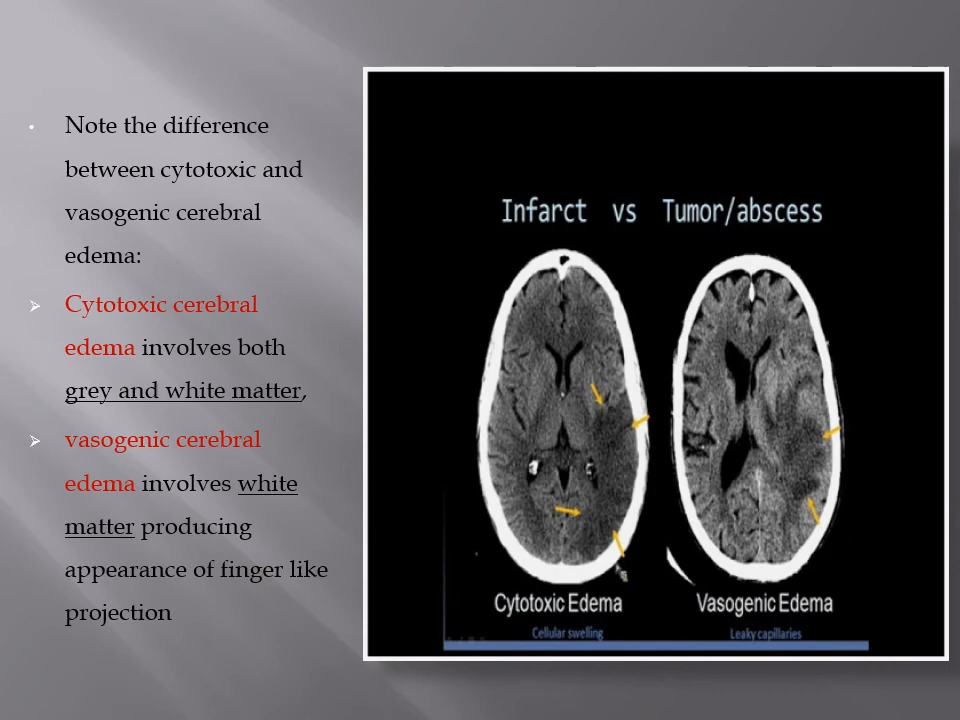 Note the difference
between cytotoxic and
vasogenic cerebral
edema:
Cytotoxic cerebral
edema involves both
grey and white matter,
vasogenic cerebral
edema involves white
matter producing
appearance of finger like
projection
Infarct vs Tumor/abscess
Cytotoxic Edema
Vasogenic Edema
Cellular swelling
Leaky capillaries